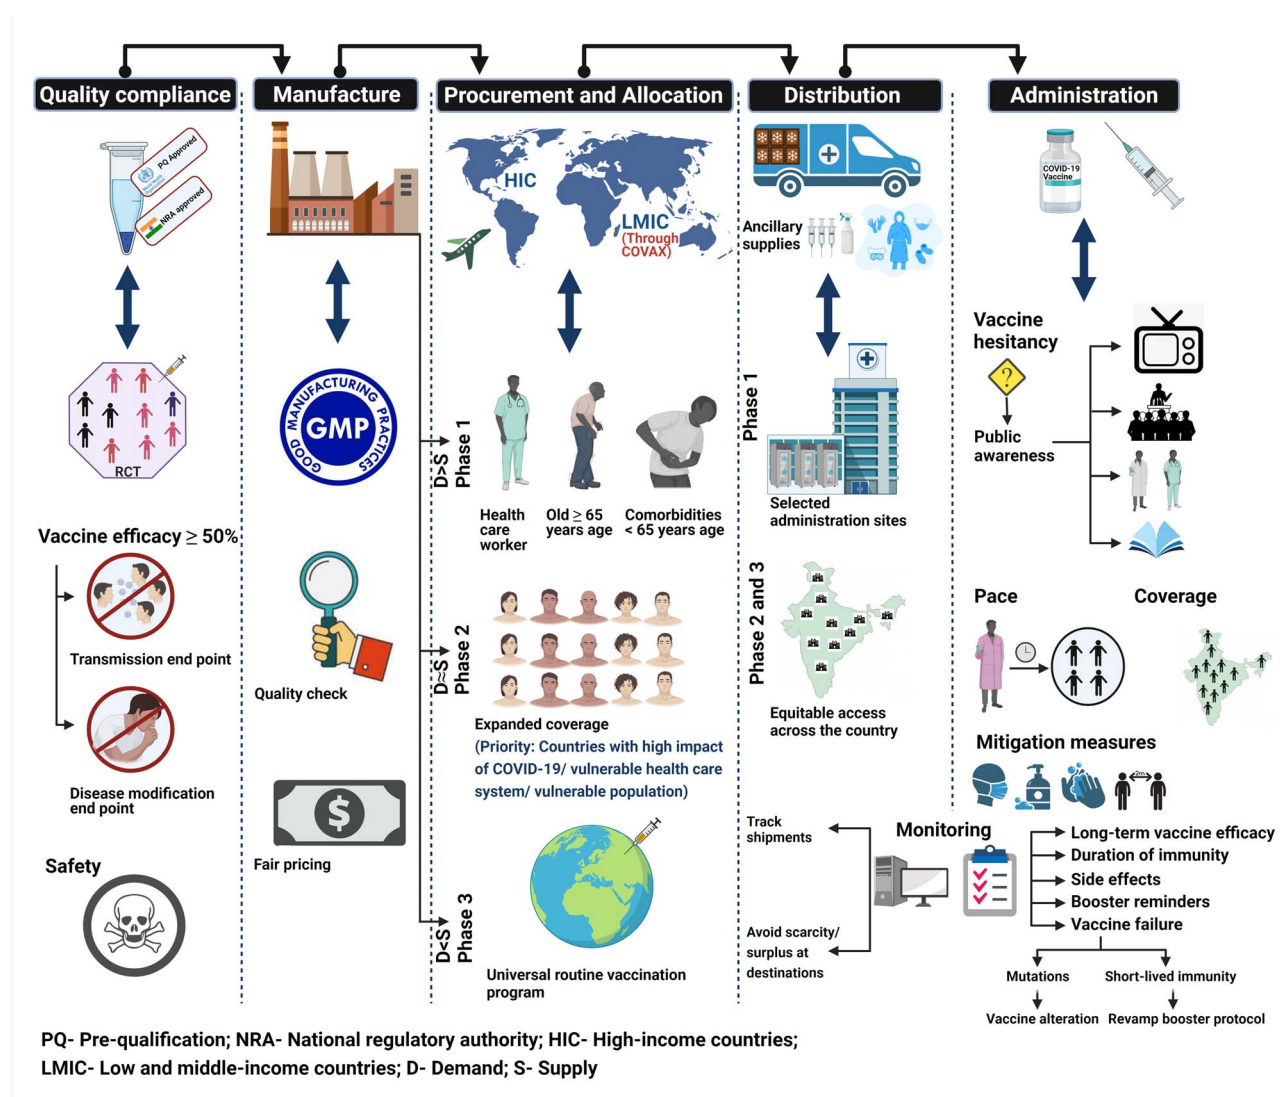 Quality compliance
Manufacture
Procurement and Allocation
Distribution
Administration
PQ Approved
World Health
Organization
NRA approved
RCT
Vaccine efficacy ≥ 50%
Transmission end point
Disease modification
end point
Safety
GOOD MANUFACTURING PRACTICES
GMP
Quality check
$
Fair pricing
HIC
LMIC
(Through
COVAX)
D>S
Phase 1
Health
care
worker
Old ≥ 65
years age
Comorbidities
< 65 years age
D≈S
Phase 2
Expanded coverage
(Priority: Countries with high impact
of COVID-19/ vulnerable health care
system/ vulnerable population)
D<S
Phase 3
Universal routine vaccination
program
Ancillary
supplies
Phase 1
Selected
administration sites
Phase 2 and 3
Equitable access
across the country
Track
shipments
Avoid scarcity/
surplus at
destinations
COVID-19
Vaccine
Vaccine
hesitancy
?
Public
awareness
Pace
Coverage
Mitigation measures
2m
Monitoring
Long-term vaccine efficacy
Duration of immunity
Side effects
Booster reminders
Vaccine failure
Mutations
Short-lived immunity
Vaccine alteration
Revamp booster protocol
PQ- Pre-qualification; NRA- National regulatory authority; HIC- High-income countries;
LMIC- Low and middle-income countries; D- Demand; S- Supply